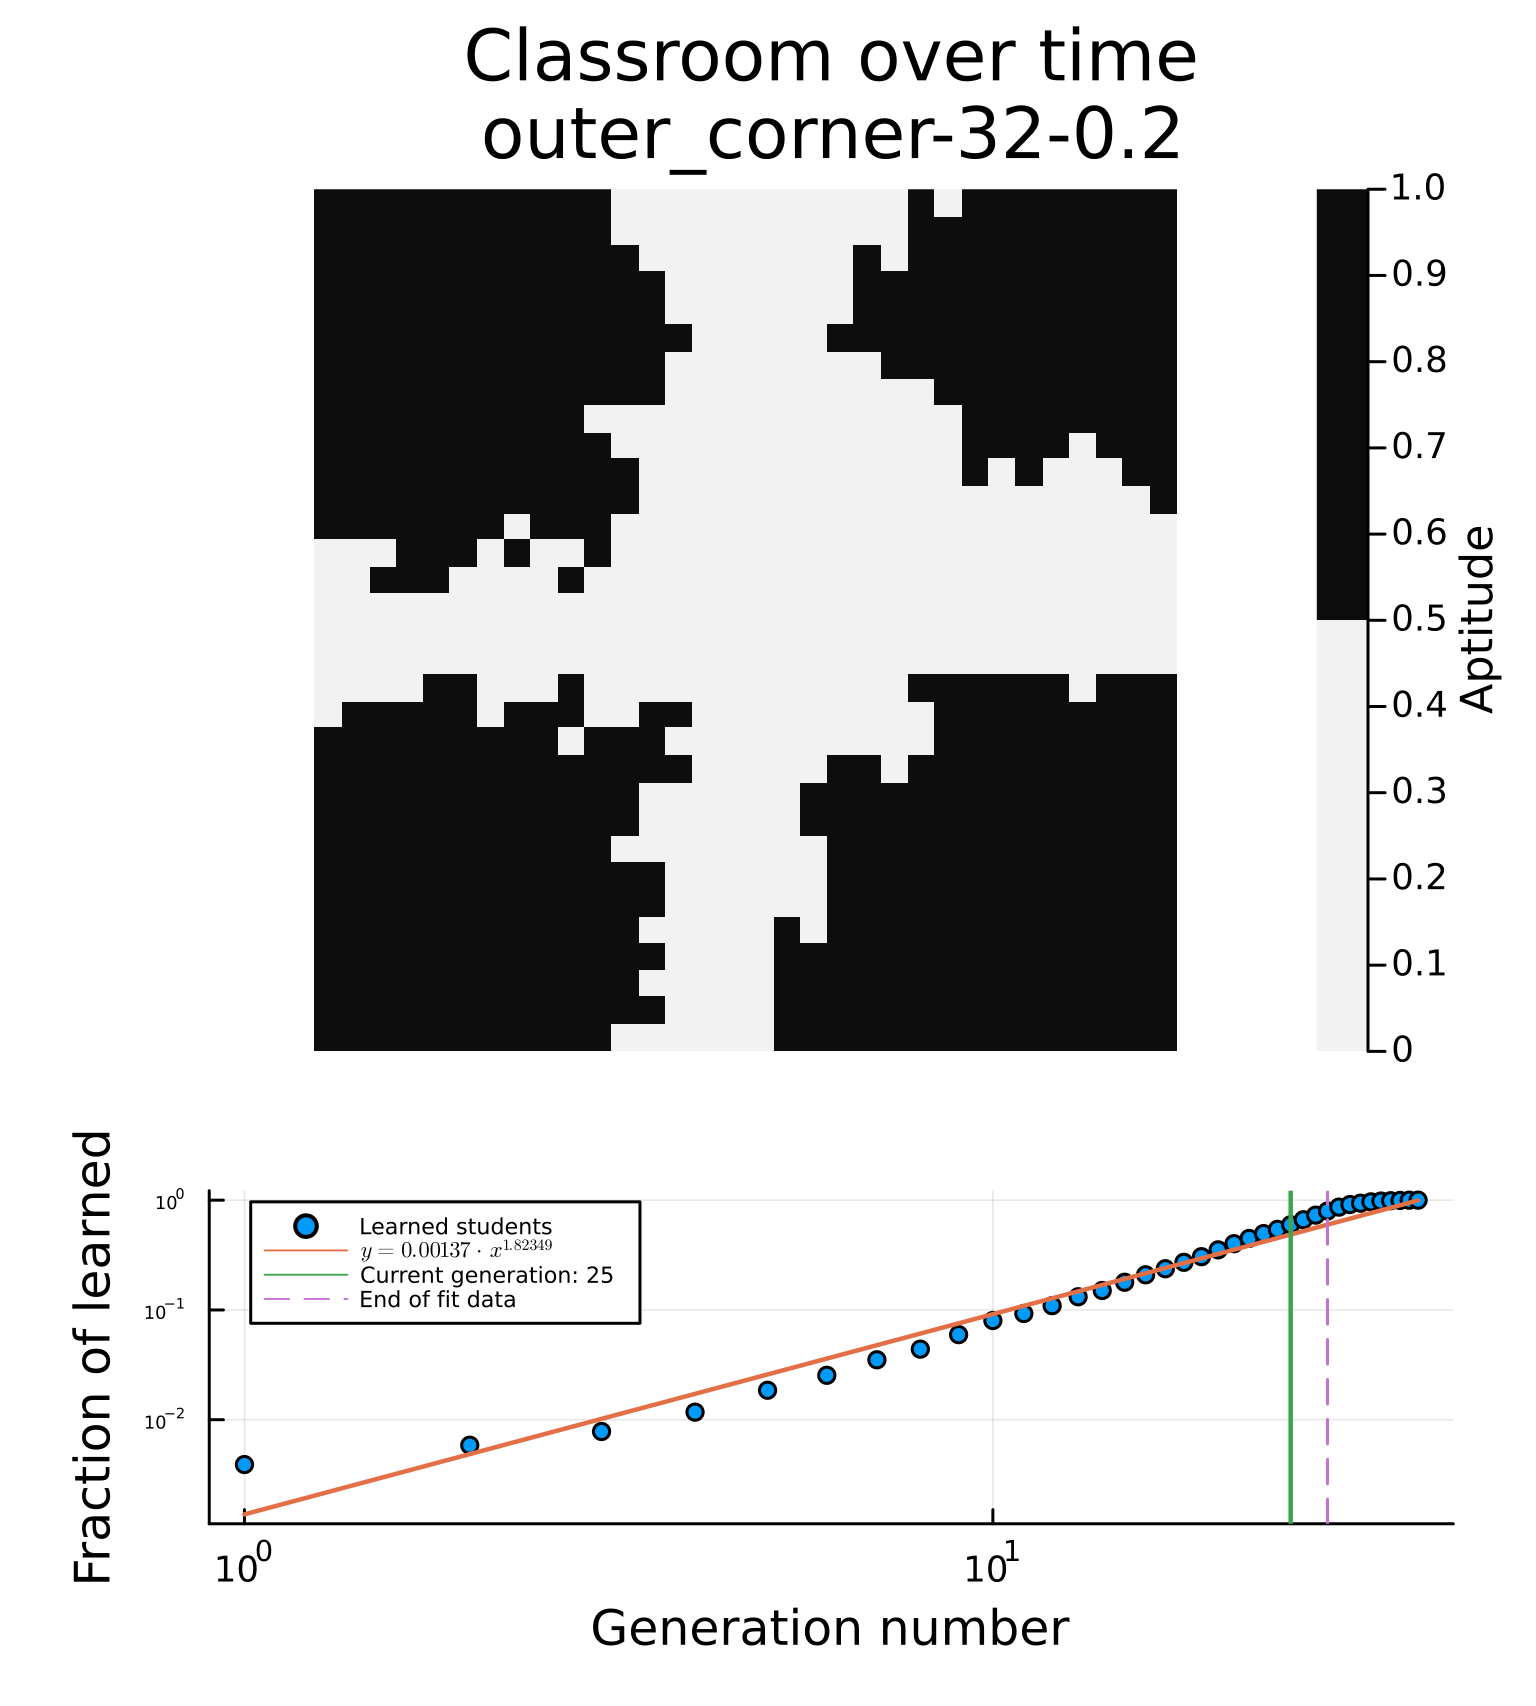 Classroom over time
outer_corner-32-0.2
1.0
0.9
0.8
0.7
0.6
0.5
0.4
0.3
0.2
0.1
0
Aptitude
Fraction of learned
10⁰
10⁻¹
10⁻²
Learned students
y = 0.00137 · x^1.82349
Current generation: 25
End of fit data
10⁰
10¹
Generation number